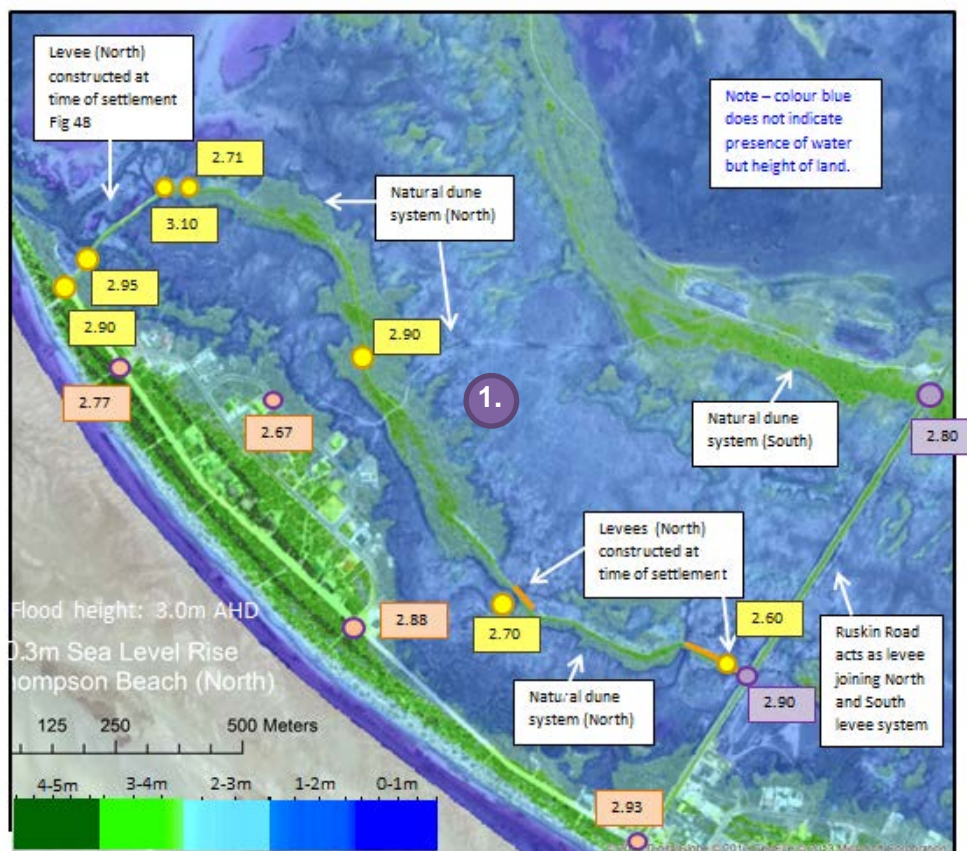 Levee (North)
constructed at
time of settlement
Fig 48
Note – colour blue
does not indicate
presence of water
but height of land.
2.71
Natural dune
system (North)
3.10
2.95
2.90
2.90
2.77
2.67
1.
Natural dune
system (South)
2.80
Levees (North)
constructed at
time of settlement
Flood height: 3.0m AHD
0.3m Sea Level Rise
hompson Beach (North)
2.88
2.70
2.60
Ruskin Road
acts as levee
joining North
and South
levee system
Natural dune
system (North)
2.90
125 250 500 Meters
4-5m 3-4m 2-3m 1-2m 0-1m
2.93